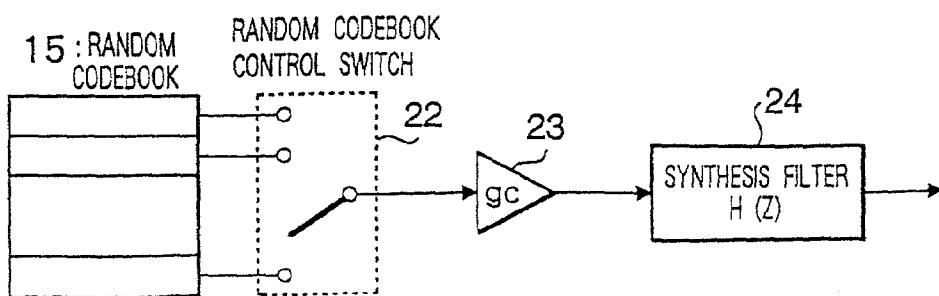 15 : RANDOM
CODEBOOK
RANDOM CODEBOOK
CONTROL SWITCH
22
gc
23
24
SYNTHESIS FILTER
H (Z)